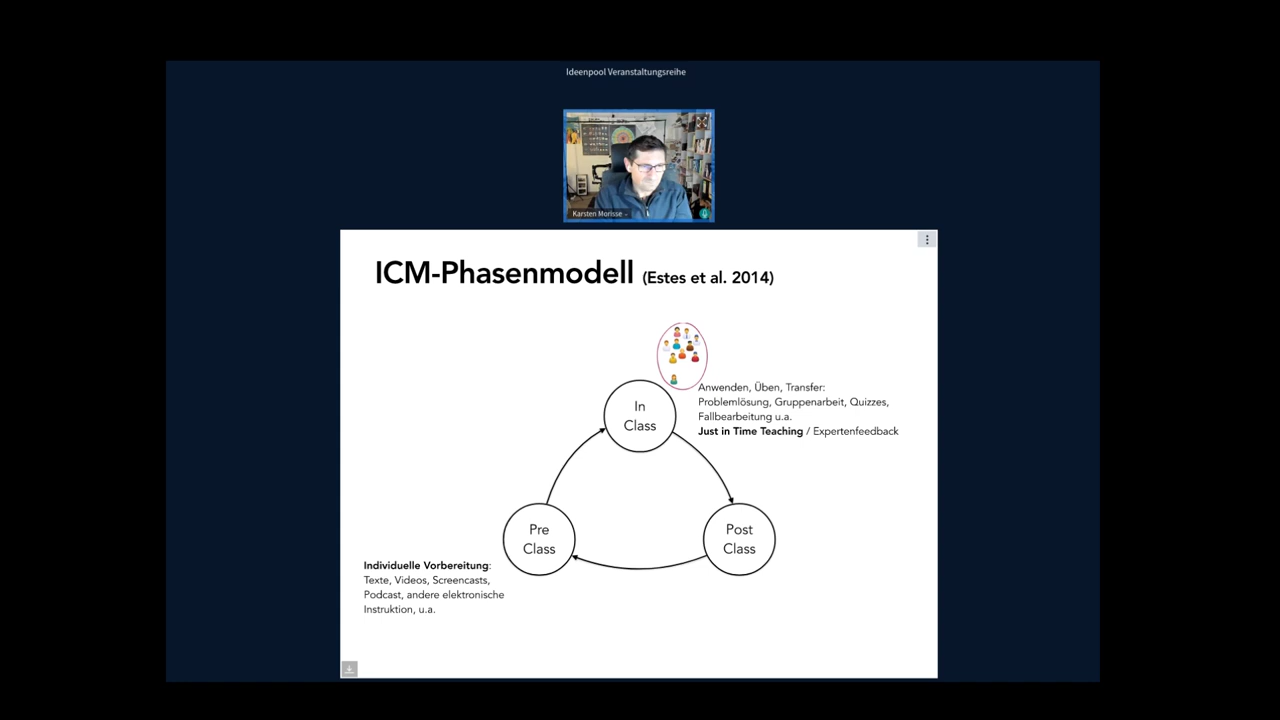 Ideenpool Veranstaltungsreihe
Karsten Morisse
ICM-Phasenmodell (Estes et al. 2014)
Anwenden, Üben, Transfer:
Problemlösung, Gruppenarbeit, Quizzes,
Fallbearbeitung u.a.
Just in Time Teaching / Expertenfeedback
In
Class
Pre
Class
Post
Class
Individuelle Vorbereitung:
Texte, Videos, Screencasts,
Podcast, andere elektronische
Instruktion, u.a.